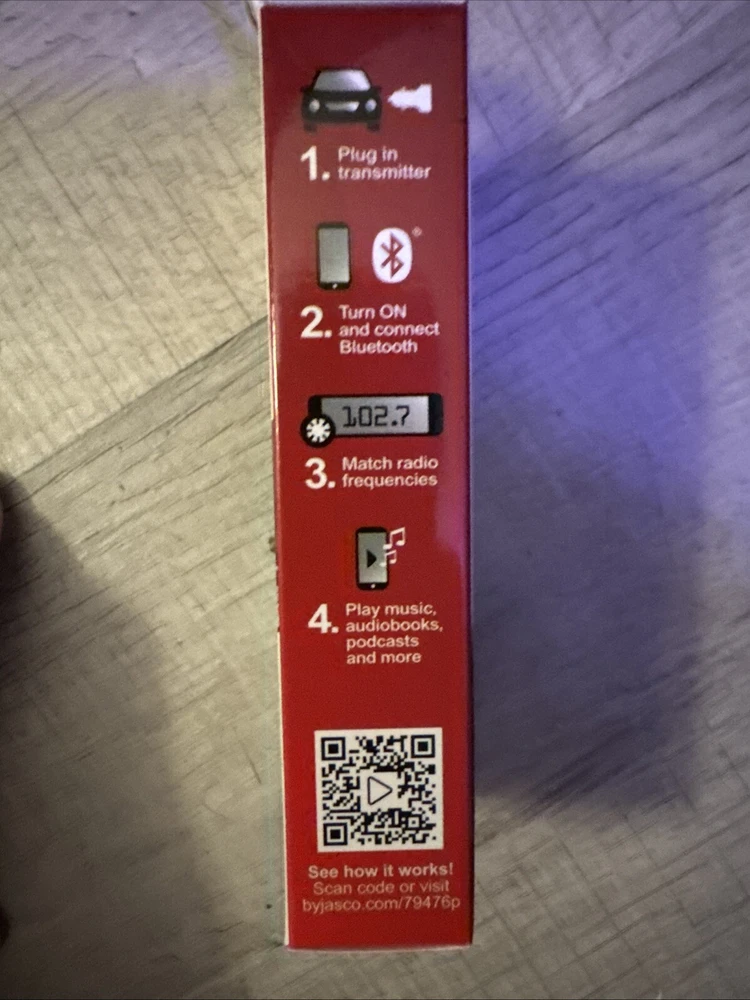 1. Plug in
transmitter
®
2. Turn ON
and connect
Bluetooth
102.7
3. Match radio
frequencies
4. Play music,
audiobooks,
podcasts
and more
See how it works!
Scan code or visit
byjasco.com/79476p